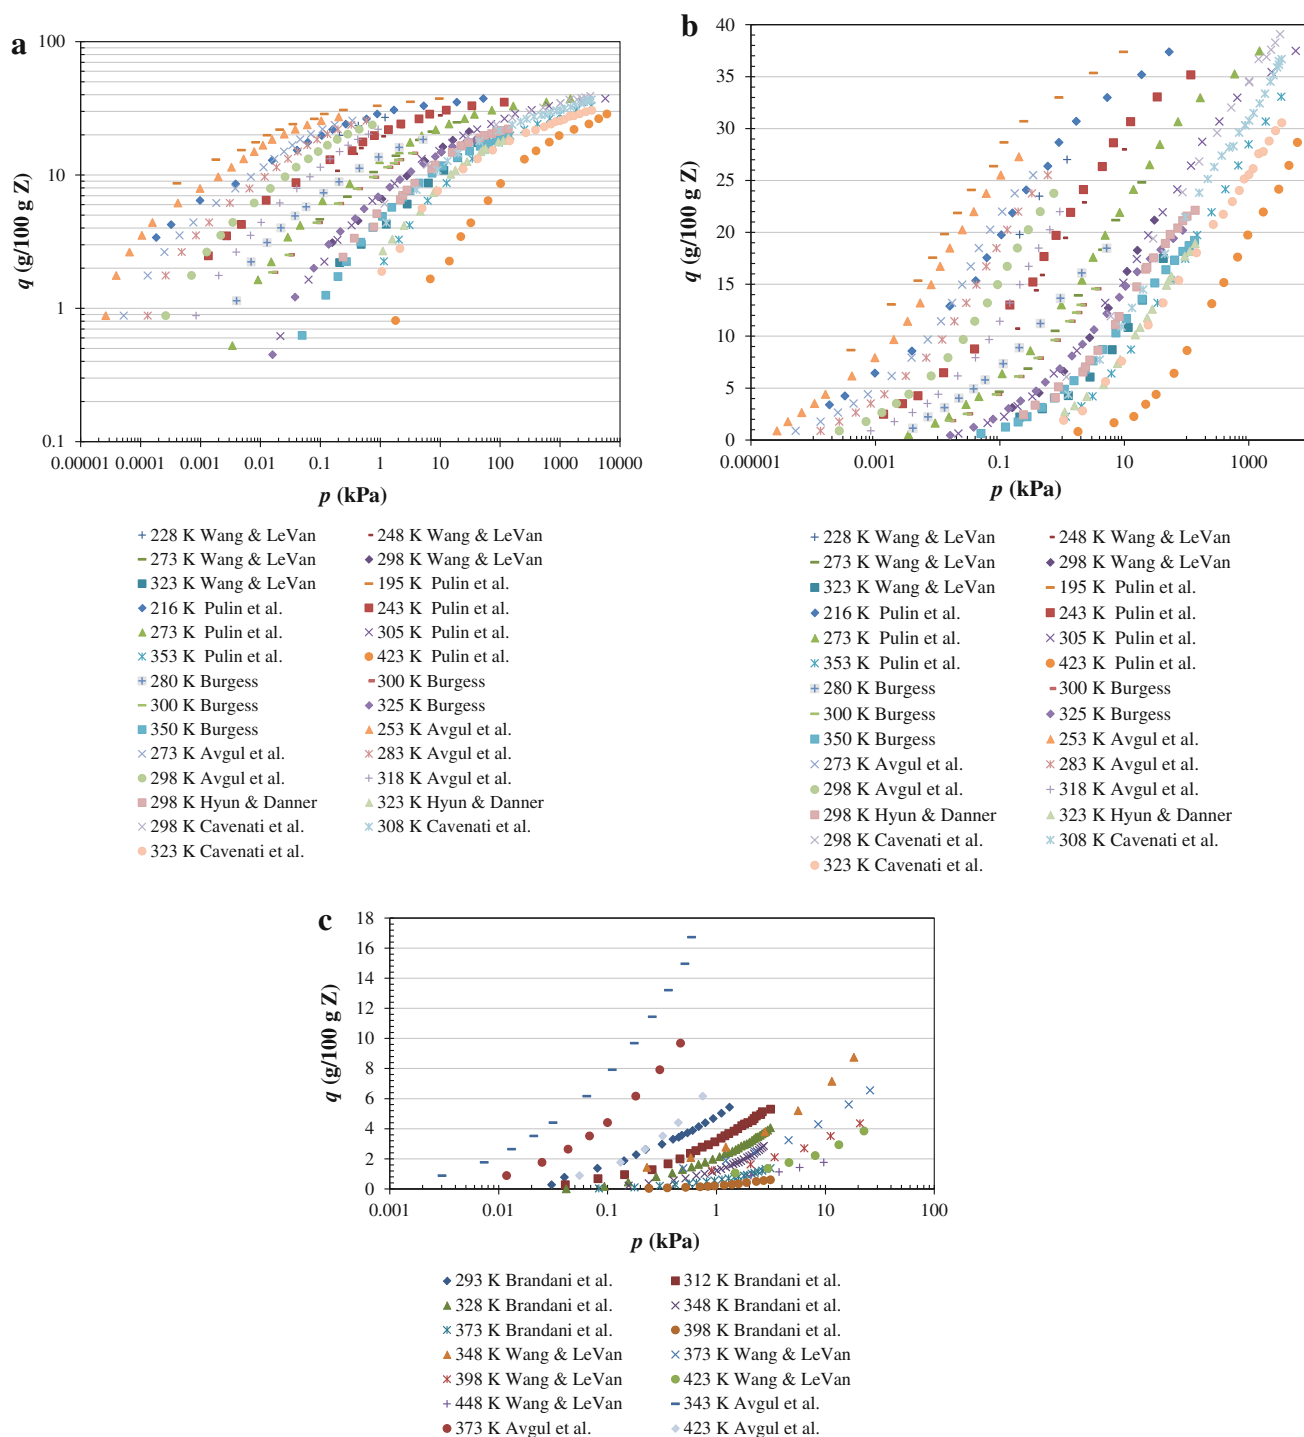 a
100
10
1
0.1
q (g/100 g Z)
0.00001 0.0001 0.001 0.01 0.1 1 10 100 1000 10000
p (kPa)
228 K Wang & LeVan 248 K Wang & LeVan
273 K Wang & LeVan 298 K Wang & LeVan
323 K Wang & LeVan 195 K Pulin et al.
216 K Pulin et al. 243 K Pulin et al.
273 K Pulin et al. 305 K Pulin et al.
353 K Pulin et al. 423 K Pulin et al.
280 K Burgess 300 K Burgess
300 K Burgess 325 K Burgess
350 K Burgess 253 K Avgul et al.
273 K Avgul et al. 283 K Avgul et al.
298 K Avgul et al. 318 K Avgul et al.
298 K Hyun & Danner 323 K Hyun & Danner
298 K Cavenati et al. 308 K Cavenati et al.
323 K Cavenati et al.
b
40
35
30
25
20
15
10
5
0
q (g/100 g Z)
0.00001 0.001 0.1 10 1000
p (kPa)
228 K Wang & LeVan 248 K Wang & LeVan
273 K Wang & LeVan 298 K Wang & LeVan
323 K Wang & LeVan 195 K Pulin et al.
216 K Pulin et al. 243 K Pulin et al.
273 K Pulin et al. 305 K Pulin et al.
353 K Pulin et al. 423 K Pulin et al.
280 K Burgess 300 K Burgess
300 K Burgess 325 K Burgess
350 K Burgess 253 K Avgul et al.
273 K Avgul et al. 283 K Avgul et al.
298 K Avgul et al. 318 K Avgul et al.
298 K Hyun & Danner 323 K Hyun & Danner
298 K Cavenati et al. 308 K Cavenati et al.
323 K Cavenati et al.
c
18
16
14
12
10
8
6
4
2
0
q (g/100 g Z)
0.001 0.01 0.1 1 10 100
p (kPa)
293 K Brandani et al. 312 K Brandani et al.
328 K Brandani et al. 348 K Brandani et al.
373 K Brandani et al. 398 K Brandani et al.
348 K Wang & LeVan 373 K Wang & LeVan
398 K Wang & LeVan 423 K Wang & LeVan
448 K Wang & LeVan 343 K Avgul et al.
373 K Avgul et al. 423 K Avgul et al.